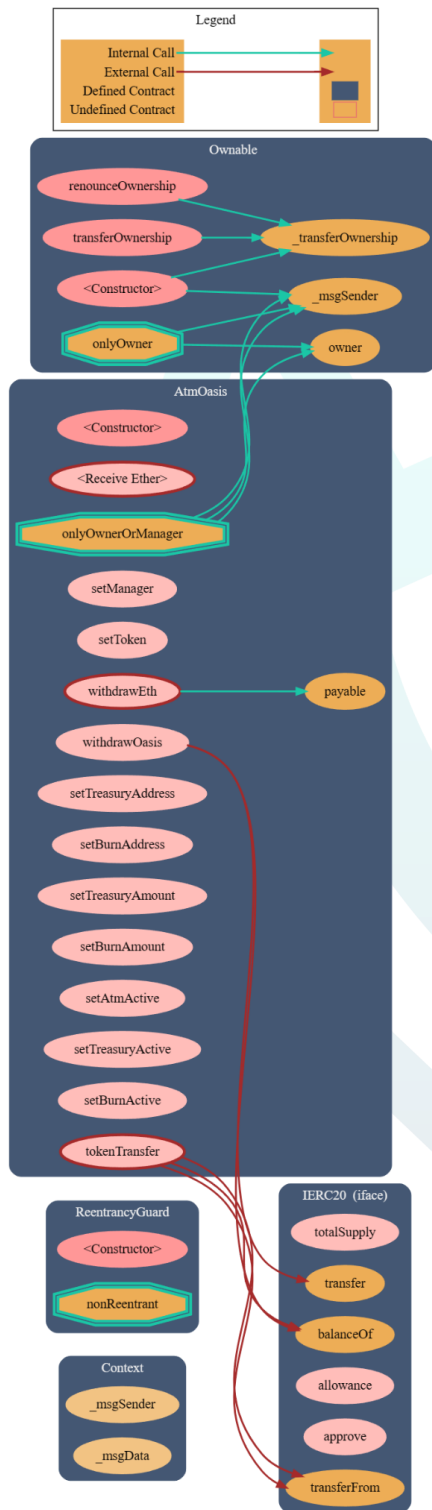 Legend
Internal Call
External Call
Defined Contract
Undefined Contract
Ownable
renounceOwnership
transferOwnership
_transferOwnership
<Constructor>
_msgSender
onlyOwner
owner
AtmOasis
<Constructor>
<Receive Ether>
onlyOwnerOrManager
setManager
setToken
withdrawEth
payable
withdrawOasis
setTreasuryAddress
setBurnAddress
setTreasuryAmount
setBurnAmount
setAtmActive
setTreasuryActive
setBurnActive
tokenTransfer
ReentrancyGuard
<Constructor>
nonReentrant
IERC20 (iface)
totalSupply
transfer
balanceOf
allowance
approve
transferFrom
Context
_msgSender
_msgData